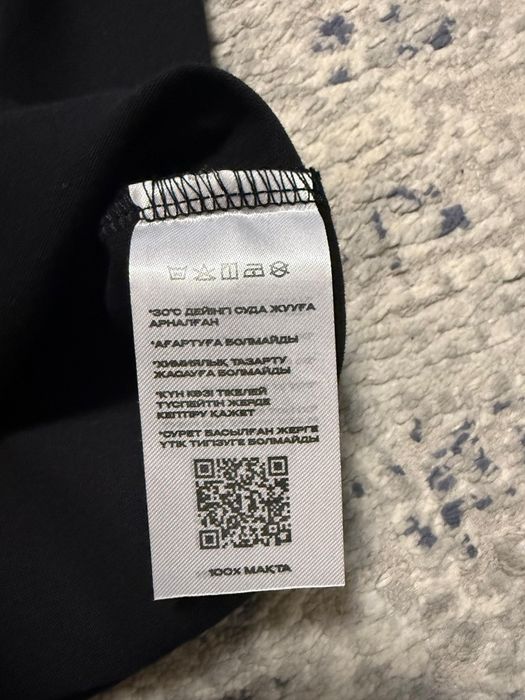 *30°C ДЕЙІНГІ СУДА ЖУУҒА
АРНАЛҒАН
*АҒАРТУҒА БОЛМАЙДЫ
*ХИМИЯЛЫҚ ТАЗАРТУ
ЖАСАУҒА БОЛМАЙДЫ
*КҮН КӨЗІ ТІКЕЛЕЙ
ТҮСПЕЙТІН ЖЕРДЕ
КЕПТІРУ ҚАЖЕТ
*СУРЕТ БАСЫЛҒАН ЖЕРГЕ
ҮТІК ТИГІЗУГЕ БОЛМАЙДЫ
100% МАҚТА